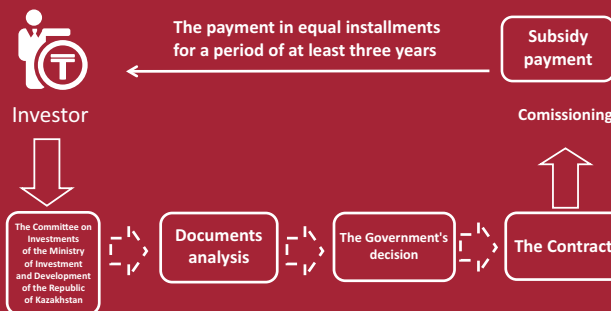 The payment in equal installments
for a period of at least three years
Subsidy
payment
₸
Investor
Comissioning
The Committee on
Investments
of the Ministry
of Investment
and Development
of the Republic
of Kazakhstan
Documents
analysis
The Government's
decision
The Contract